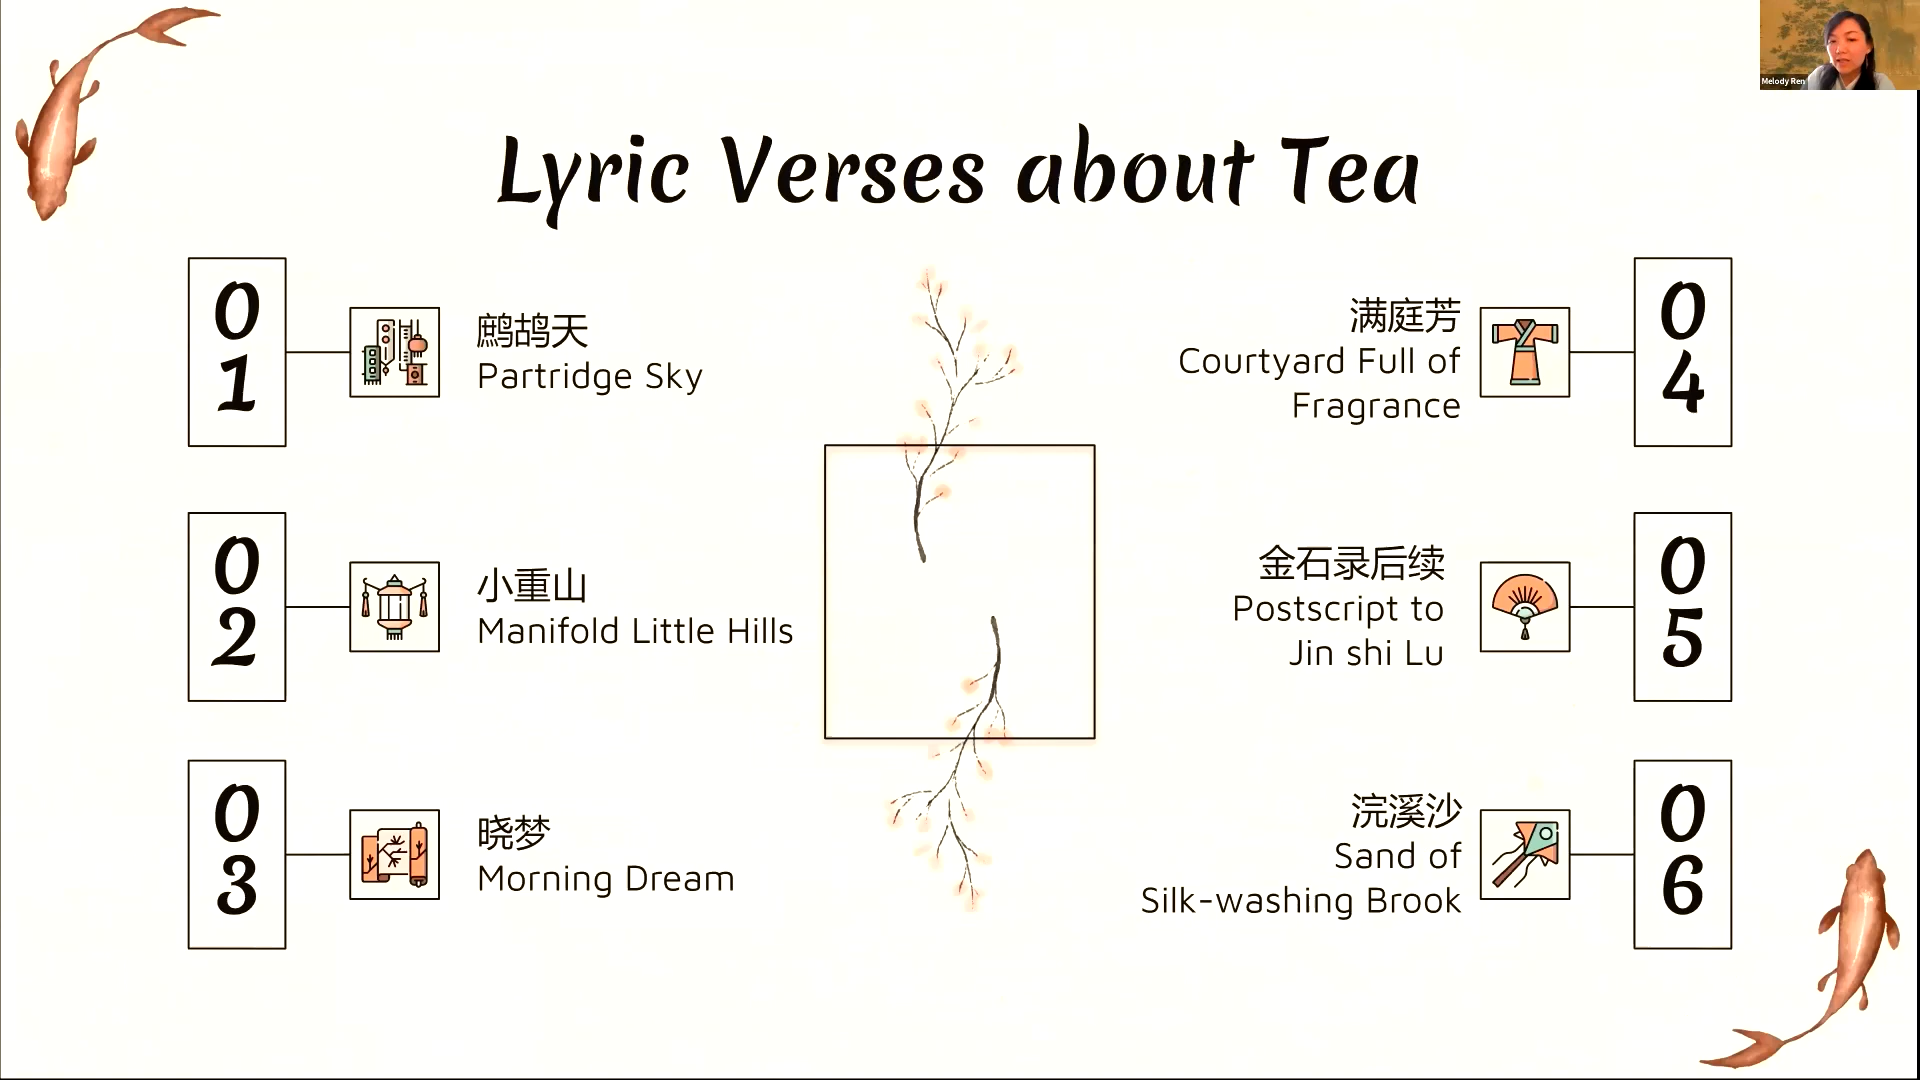 Melody Ren
Lyric Verses about Tea
01
鹧鸪天
Partridge Sky
02
小重山
Manifold Little Hills
03
晓梦
Morning Dream
04
满庭芳
Courtyard Full of
Fragrance
05
金石录后续
Postscript to
Jin shi Lu
06
浣溪沙
Sand of
Silk-washing Brook